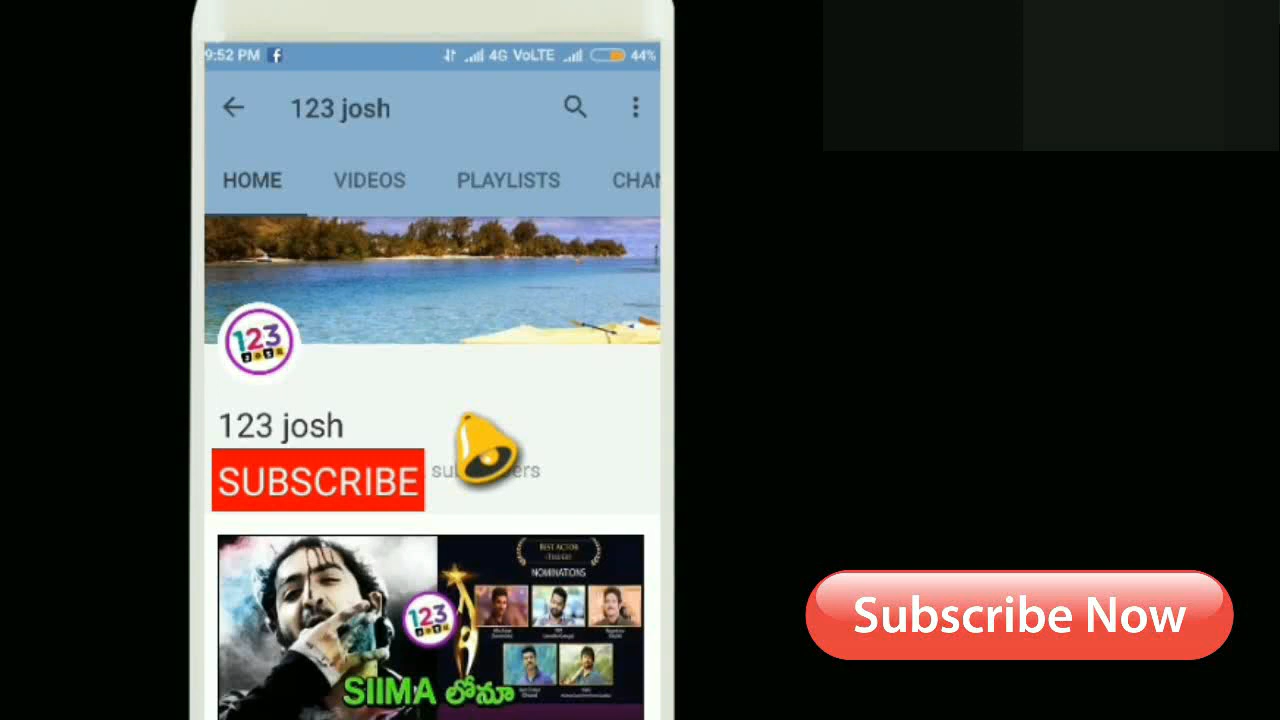 9:52 PM f 4G VoLTE 44%
123 josh
HOME VIDEOS PLAYLISTS CHAN
123
123 josh
SUBSCRIBE
BEST ACTOR
NOMINATIONS
123
SIIMA లోనూ
Subscribe Now